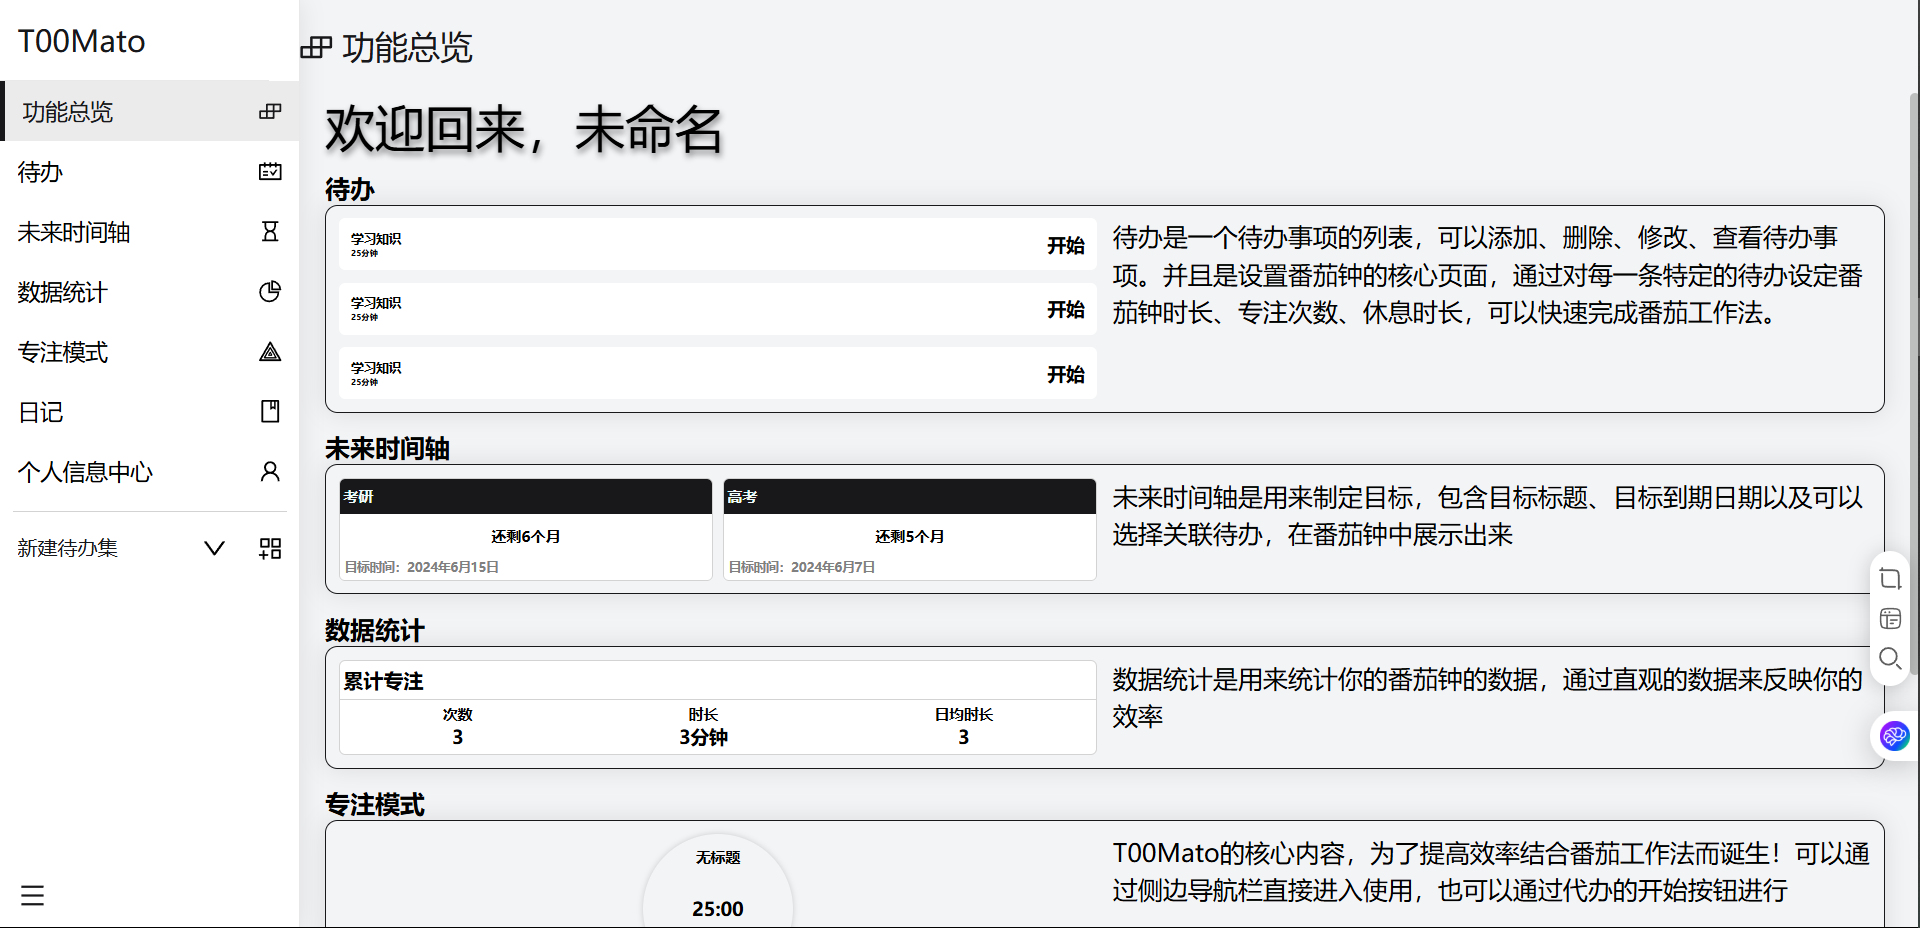 T00Mato
功能总览
待办
未来时间轴
数据统计
专注模式
日记
个人信息中心
新建待办集
功能总览
欢迎回来，未命名
待办
学习知识
25分钟
开始
学习知识
25分钟
开始
学习知识
25分钟
开始
待办是一个待办事项的列表，可以添加、删除、修改、查看待办事
项。并且是设置番茄钟的核心页面，通过对每一条特定的待办设定番
茄钟时长、专注次数、休息时长，可以快速完成番茄工作法。
未来时间轴
考研
还剩6个月
目标时间：2024年6月15日
高考
还剩5个月
目标时间：2024年6月7日
未来时间轴是用来制定目标，包含目标标题、目标到期日期以及可以
选择关联待办，在番茄钟中展示出来
数据统计
累计专注
次数
3
时长
3分钟
日均时长
3
数据统计是用来统计你的番茄钟的数据，通过直观的数据来反映你的
效率
专注模式
无标题
25:00
T00Mato的核心内容，为了提高效率结合番茄工作法而诞生！可以通
过侧边导航栏直接进入使用，也可以通过代办的开始按钮进行